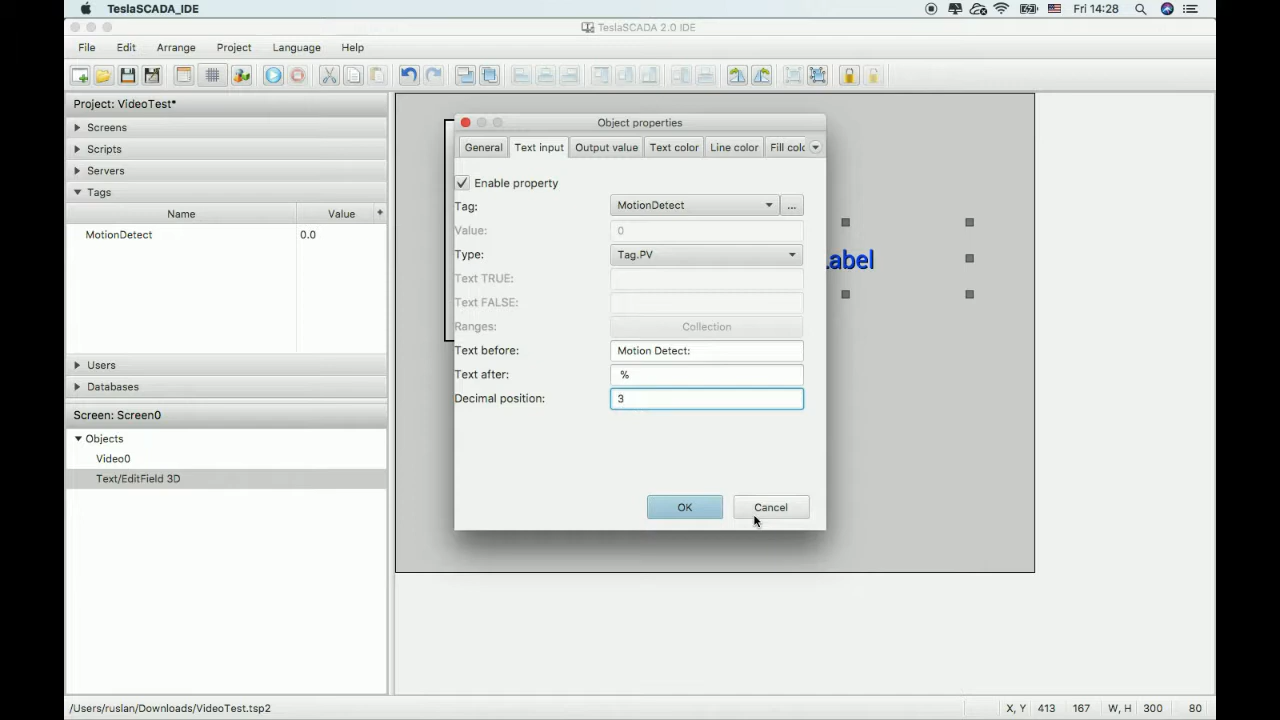 TeslaSCADA_IDE
Fri 14:28
TeslaSCADA 2.0 IDE
File Edit Arrange Project Language Help
Project: VideoTest*
Screens
Scripts
Servers
Tags
Name Value
MotionDetect 0.0
Users
Databases
Screen: Screen0
Objects
Video0
Text/EditField 3D
Object properties
General Text input Output value Text color Line color Fill colo
Enable property
Tag: MotionDetect ...
Value: 0
Type: Tag.PV
Text TRUE:
Text FALSE:
Ranges: Collection
Text before: Motion Detect:
Text after: %
Decimal position: 3
OK Cancel
Label
/Users/ruslan/Downloads/VideoTest.tsp2
X, Y 413 167 W, H 300 80